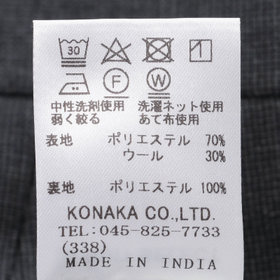 30
F W
中性洗剤使用 洗濯ネット使用
弱く絞る あて布使用
表地 ポリエステル 70%
ウール 30%
裏地 ポリエステル 100%
KONAKA CO.,LTD.
TEL: 045-825-7733
(338)
MADE IN INDIA